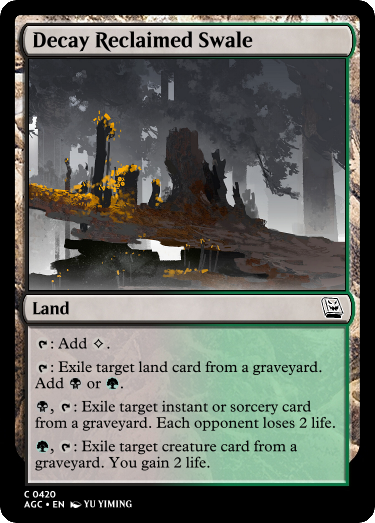 Decay Reclaimed Swale
Land
: Add .
: Exile target land card from a graveyard.
Add  or .
, : Exile target instant or sorcery card
from a graveyard. Each opponent loses 2 life.
, : Exile target creature card from a
graveyard. You gain 2 life.
C 0420
AGC • EN YU YIMING